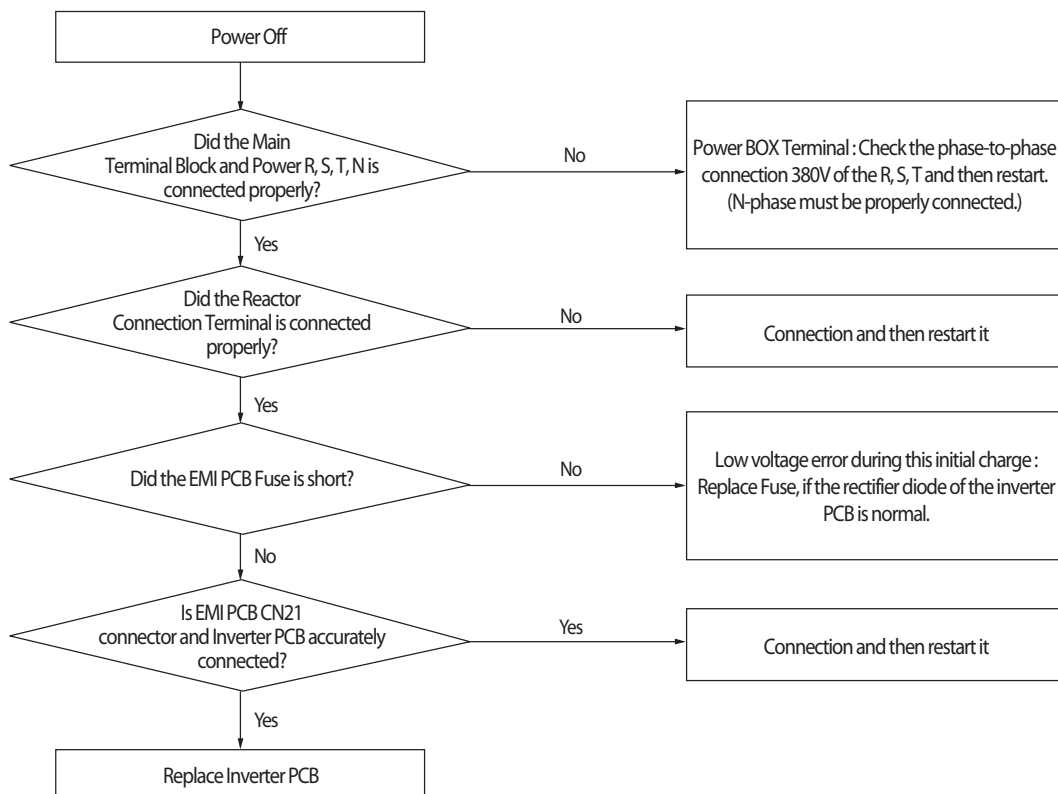 Power Off
Did the Main
Terminal Block and Power R, S, T, N is
connected properly?
No
Power BOX Terminal : Check the phase-to-phase
connection 380V of the R, S, T and then restart.
(N-phase must be properly connected.)
Yes
Did the Reactor
Connection Terminal is connected
properly?
No
Connection and then restart it
Yes
Did the EMI PCB Fuse is short?
No
Low voltage error during this initial charge :
Replace Fuse, if the rectifier diode of the inverter
PCB is normal.
No
Is EMI PCB CN21
connector and Inverter PCB accurately
connected?
Yes
Connection and then restart it
Yes
Replace Inverter PCB